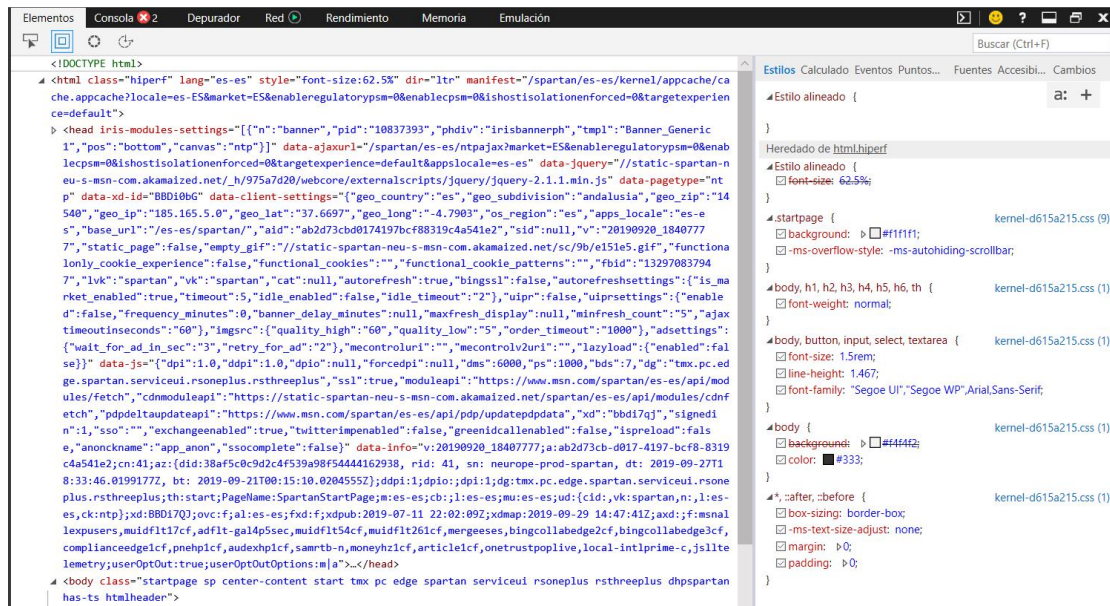 Elementos Consola 2 Depurador Red Rendimiento Memoria Emulación
?
Buscar (Ctrl+F)
<!DOCTYPE html>
<html class="hiperf" lang="es-es" style="font-size:62.5%" dir="ltr" manifest="/spartan/es-es/kernel/appcache/ca
che.appcache?locale=es-ES&market=ES&enableregulatorypsm=0&enablecpsm=0&ishostisolationenforced=0&targetexperien
ce=default">
<head iris-modules-settings="[{"n":"banner","pid":"10837393","phdiv":"irisbannerph","tmpl":"Banner_Generic
1","pos":"bottom","canvas":"ntp"}]" data-ajaxurl="/spartan/es-es/ntpajax?market=ES&enableregulatorypsm=0&enab
lecpsm=0&ishostisolationenforced=0&targetexperience=default&appslocale=es-es" data-jquery="//static-spartan-n
eu-s-msn-com.akamaized.net/_h/975a7d20/webcore/externalscripts/jquery/jquery-2.1.1.min.js" data-pagetype="nt
p" data-xd-id="BBDi0bG" data-client-settings="{"geo_country":"es","geo_subdivision":"andalusia","geo_zip":"14
540","geo_ip":"185.165.5.0","geo_lat":"37.6697","geo_long":"-4.7903","os_region":"es","apps_locale":"es-e
s","base_url":"/es-es/spartan/","aid":"ab2d73cbd0174197bcf88319c4a541e2","sid":null,"v":"20190920_1840777
7","static_page":false,"empty_gif":"//static-spartan-neu-s-msn-com.akamaized.net/sc/9b/e151e5.gif","functiona
lonly_cookie_experience":false,"functional_cookies":"","functional_cookie_patterns":"","fbid":"13297083794
7","lvk":"spartan","vk":"spartan","cat":null,"autorefresh":true,"bingssl":false,"autorefreshsettings":{"is_ma
rket_enabled":true,"timeout":5,"idle_enabled":false,"idle_timeout":"2"},"uipr":false,"uiprsettings":{"enable
d":false,"frequency_minutes":0,"banner_delay_minutes":null,"maxfresh_display":null,"minfresh_count":"5","ajax
timeoutinseconds":"60"},"imgsrc":{"quality_high":"60","quality_low":"5","order_timeout":"1000"},"adsettings":
{"wait_for_ad_in_sec":"3","retry_for_ad":"2"},"mecontroluri":"","mecontrolv2uri":"","lazyload":{"enabled":fal
se}}" data-js="{"dpi":1.0,"ddpi":1.0,"dpio":null,"forcedpi":null,"dms":6000,"ps":1000,"bds":7,"dg":"tmx.pc.ed
ge.spartan.serviceui.rsoneplus.rsthreeplus","ssl":true,"moduleapi":"https://www.msn.com/spartan/es-es/api/mod
ules/fetch","cdnmoduleapi":"https://static-spartan-neu-s-msn-com.akamaized.net/spartan/es-es/api/modules/cdnf
etch","pdpdeltaupdateapi":"https://www.msn.com/spartan/es-es/api/pdp/updatepdpdata","xd":"bbdi7qj","signedi
n":1,"sso":"","exchangeenabled":true,"twitterimpenabled":false,"greenidcallenabled":false,"ispreload":fals
e,"anonckname":"app_anon","ssocomplete":false}" data-info="v:20190920_18407777;a:ab2d73cb-d017-4197-bcf8-8319
c4a541e2;cn:41;az:{did:38af5c0c9d2c4f539a98f54444162938, rid: 41, sn: neurope-prod-spartan, dt: 2019-09-27T1
8:33:46.0199177Z, bt: 2019-09-21T00:15:10.0204555Z};ddpi:1;dpio:;dpi:1;dg:tmx.pc.edge.spartan.serviceui.rsone
plus.rsthreeplus;th:start;PageName:SpartanStartPage;m:es-es;cb:;l:es-es;mu:es-es;ud:{cid:,vk:spartan,n:,l:es-
es,ck:ntp};xd:BBDi7QJ;ovc:f;al:es-es;fxd:f;xdpub:2019-07-11 22:02:09Z;xdmap:2019-09-29 14:47:41Z;axd:;f:msnal
lexpusers,muidflt17cf,adflt-gal4p5sec,muidflt54cf,muidflt261cf,mergeeses,bingcollabedge2cf,bingcollabedge3cf,
complianceedge1cf,pnehp1cf,audexhp1cf,samrtb-n,moneyhz1cf,article1cf,onetrustpoplive,local-intlprime-c,jsllte
lemetry;userOptOut:true;userOptOutOptions:m|a">…</head>
<body class="startpage sp center-content start tmx pc edge spartan serviceui rsoneplus rsthreeplus dhpspartan
has-ts htmlheader">
Estilos Calculado Eventos Puntos... Fuentes Accesibi... Cambios
Estilo alineado {
a: +
}
Heredado de html.hiperf
Estilo alineado {
font-size: 62.5%;
}
.startpage { kernel-d615a215.css (9)
background: #f1f1f1;
-ms-overflow-style: -ms-autohiding-scrollbar;
}
body, h1, h2, h3, h4, h5, h6, th { kernel-d615a215.css (1)
font-weight: normal;
}
body, button, input, select, textarea { kernel-d615a215.css (1)
font-size: 1.5rem;
line-height: 1.467;
font-family: "Segoe UI","Segoe WP",Arial,Sans-Serif;
}
body { kernel-d615a215.css (1)
background: #f4f4f2;
color: #333;
}
*, ::after, ::before { kernel-d615a215.css (1)
box-sizing: border-box;
-ms-text-size-adjust: none;
margin: 0;
padding: 0;
}